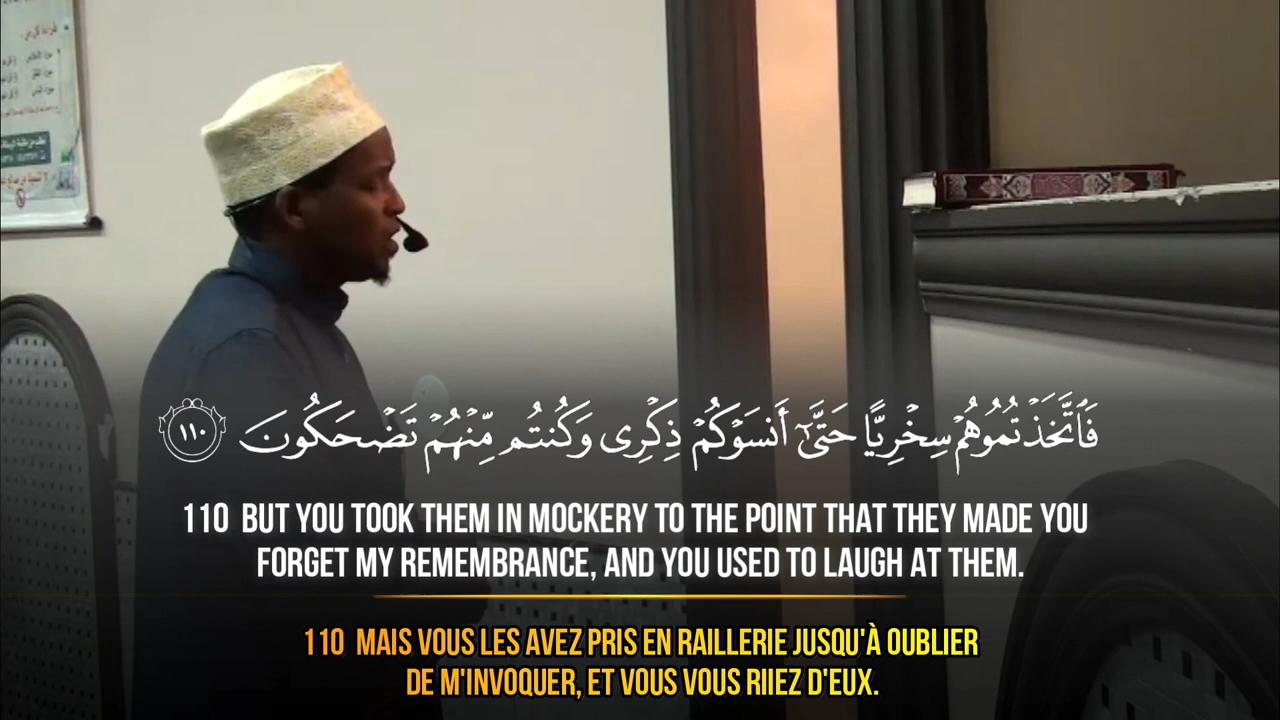 فَٱتَّخَذْتُمُوهُمْ سِخْرِيًّا حَتَّىٰٓ أَنسَوْكُمْ ذِكْرِى وَكُنتُم مِّنْهُمْ تَضْحَكُونَ ١١٠
110 BUT YOU TOOK THEM IN MOCKERY TO THE POINT THAT THEY MADE YOU
FORGET MY REMEMBRANCE, AND YOU USED TO LAUGH AT THEM.
110 MAIS VOUS LES AVEZ PRIS EN RAILLERIE JUSQU'À OUBLIER
DE M'INVOQUER, ET VOUS VOUS RIIEZ D'EUX.